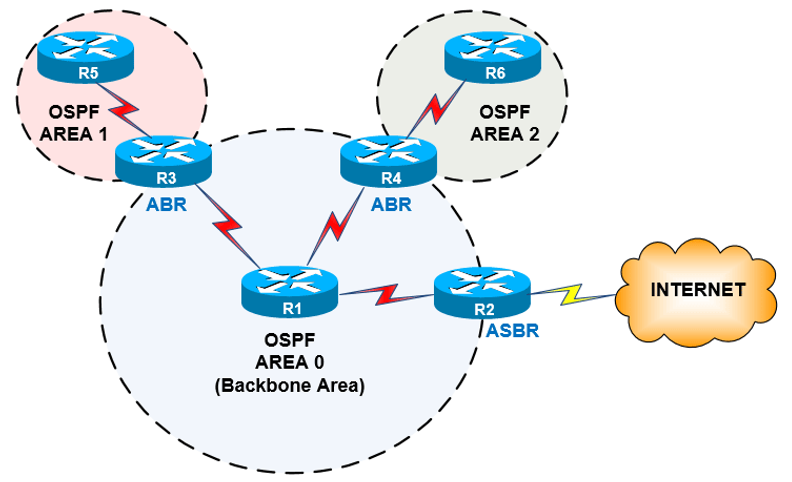 R5
OSPF
AREA 1
R3
ABR
R6
OSPF
AREA 2
R4
ABR
R1
OSPF
AREA 0
(Backbone Area)
R2
ASBR
INTERNET